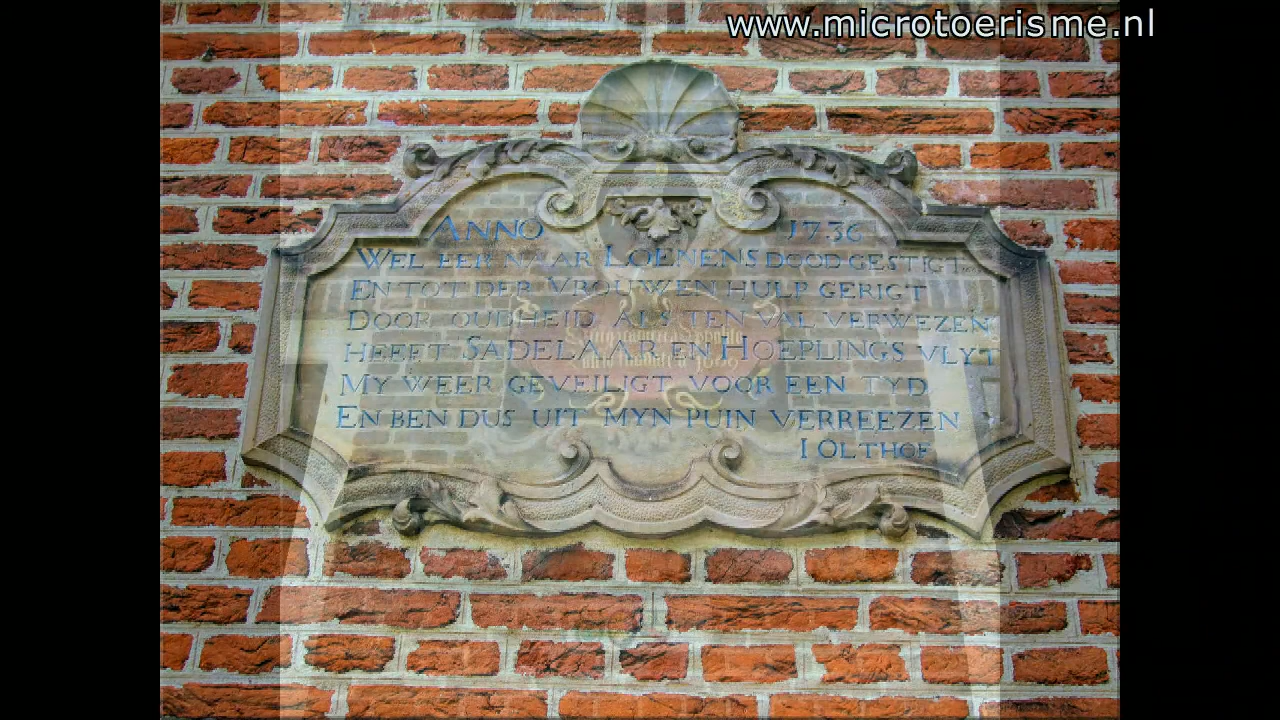 www.microtoerisme.nl
ANNO 1736
WEL EER NAAR LOENENS DOOD GESTIGT
EN TOT DER VROUWEN HULP GERIGT
DOOR OUDHEID ALS TEN VAL VERWEZEN
HEEFT SADELAAR EN HOEPLINGS VLYT
MY WEER GEVEILIGT VOOR EEN TYD
EN BEN DUS UIT MYN PUIN VERREEZEN
I OLTHOF